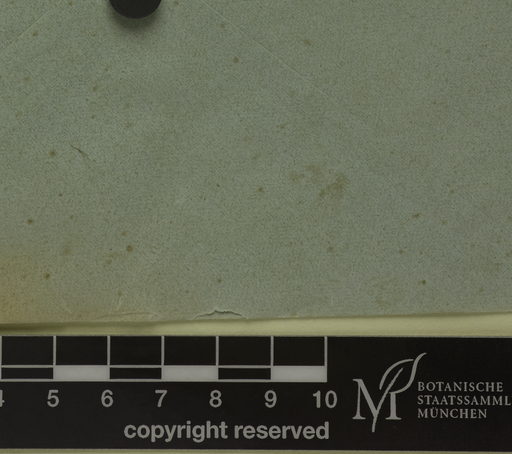 4 5 6 7 8 9 10
copyright reserved
BOTANISCHE
STAATSSAMML
MÜNCHEN